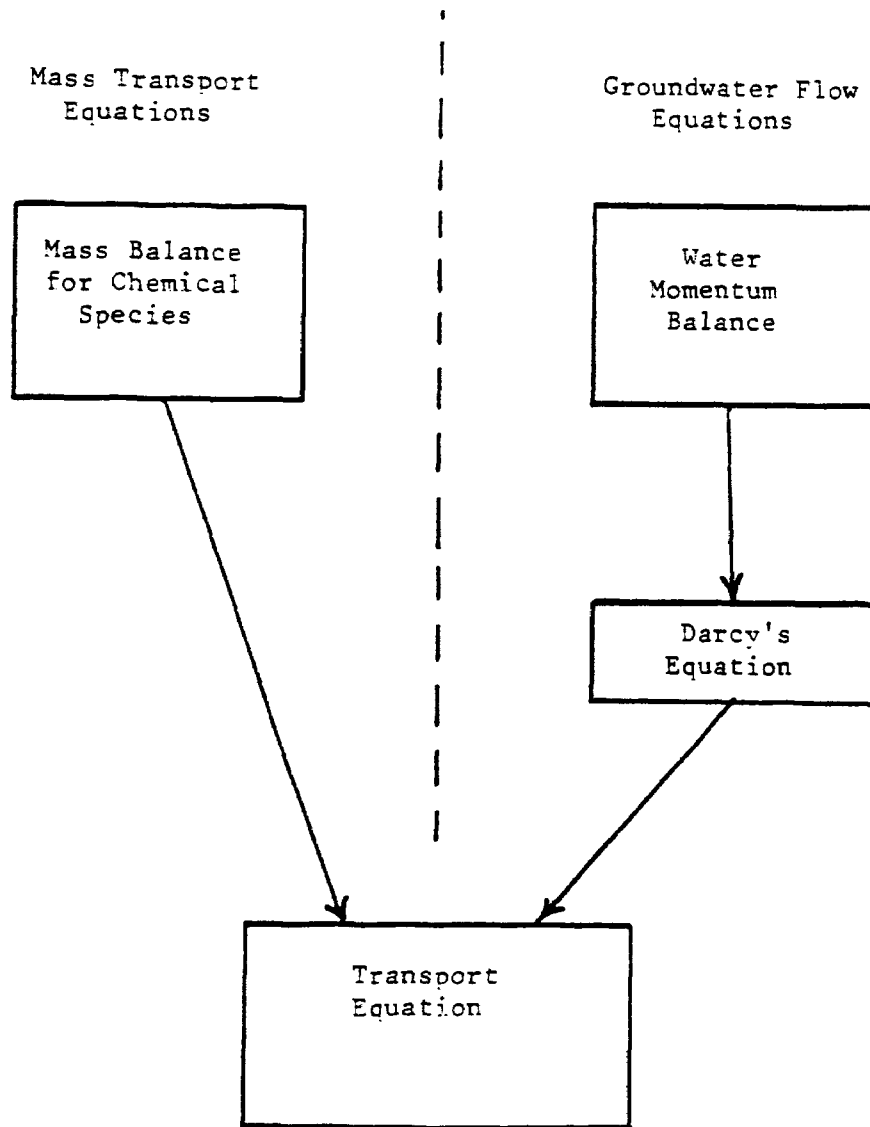 Mass Transport
Equations
Groundwater Flow
Equations
Mass Balance
for Chemical
Species
Water
Momentum
Balance
Darcy's
Equation
Transport
Equation